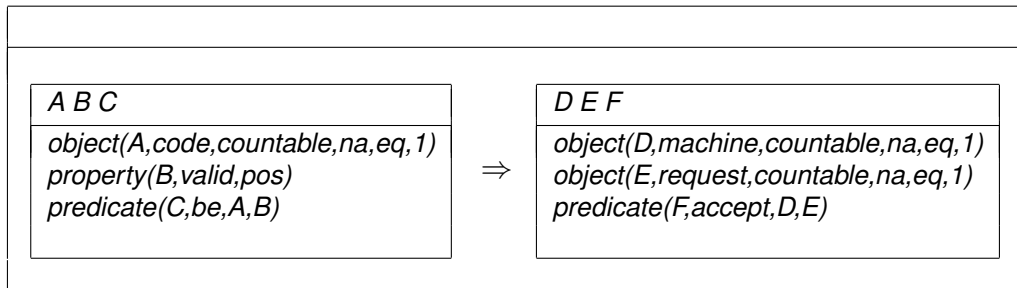 A B C
object(A,code,countable,na,eq,1)
property(B,valid,pos)
predicate(C,be,A,B)
⇒
D E F
object(D,machine,countable,na,eq,1)
object(E,request,countable,na,eq,1)
predicate(F,accept,D,E)